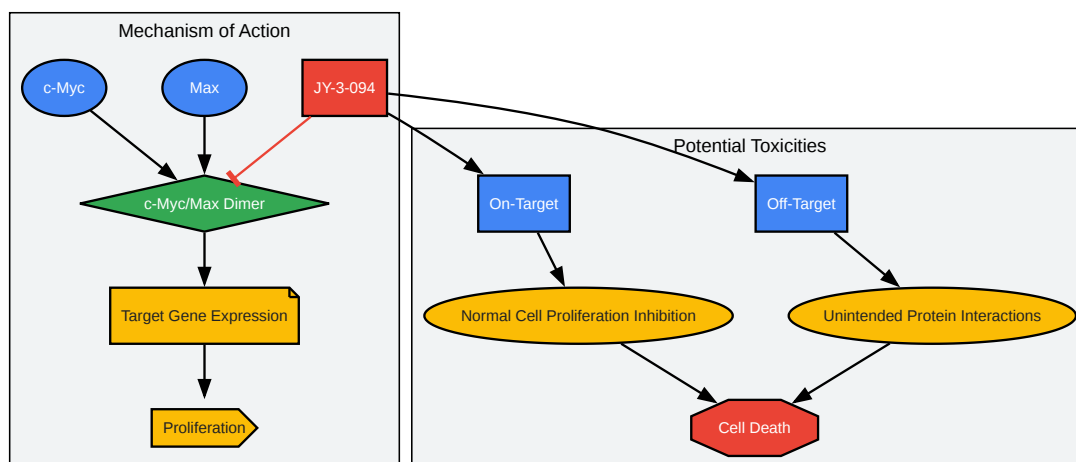 Mechanism of Action
c-Myc
Max
JY-3-094
c-Myc/Max Dimer
Target Gene Expression
Proliferation
Potential Toxicities
On-Target
Off-Target
Normal Cell Proliferation Inhibition
Unintended Protein Interactions
Cell Death